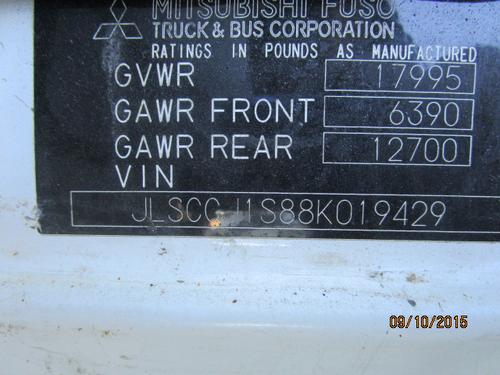 MITSUBISHI FUSO
TRUCK & BUS CORPORATION
RATINGS IN POUNDS AS MANUFACTURED
GVWR 17995
GAWR FRONT 6390
GAWR REAR 12700
VIN
JLSCCJ1S88K019429
09/10/2015